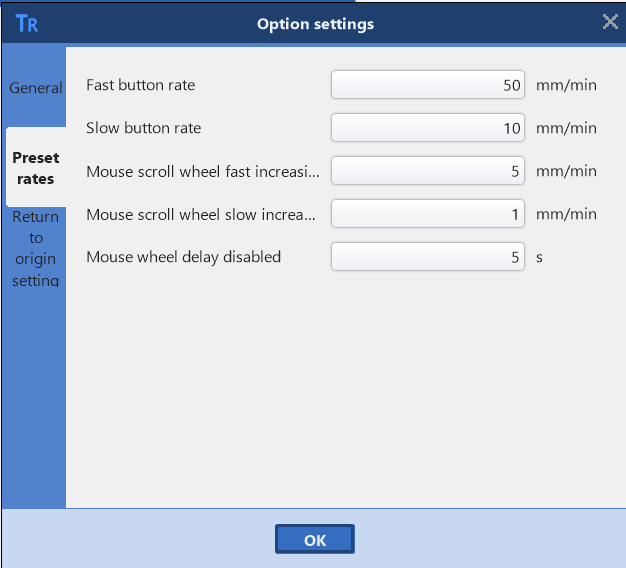 TR
Option settings
General
Preset
rates
Return
to
origin
setting
Fast button rate 50 mm/min
Slow button rate 10 mm/min
Mouse scroll wheel fast increasi... 5 mm/min
Mouse scroll wheel slow increa... 1 mm/min
Mouse wheel delay disabled 5 s
OK